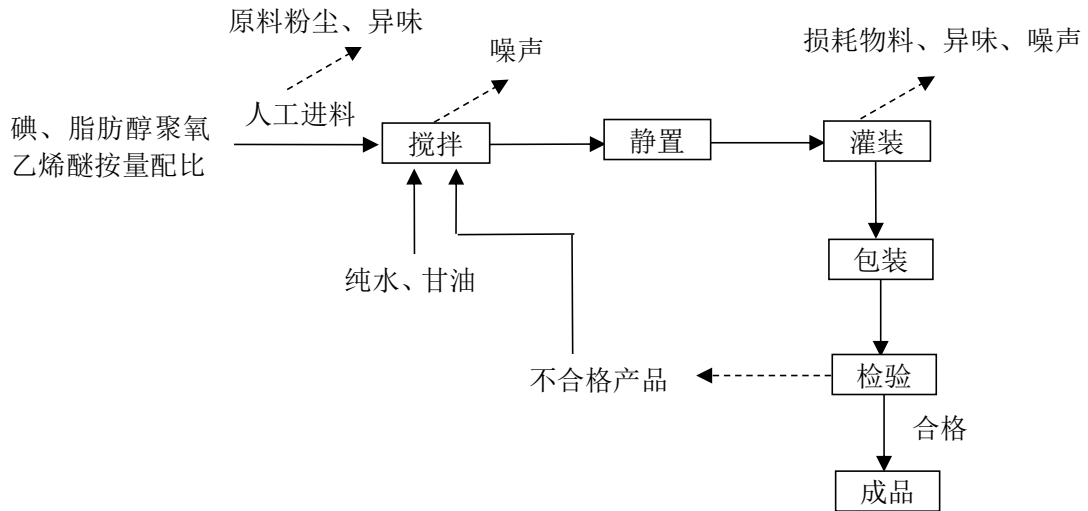 原料粉尘、异味
噪声
损耗物料、异味、噪声
人工进料
碘、脂肪醇聚氧
乙烯醚按量配比
搅拌
静置
灌装
包装
纯水、甘油
不合格产品
检验
合格
成品